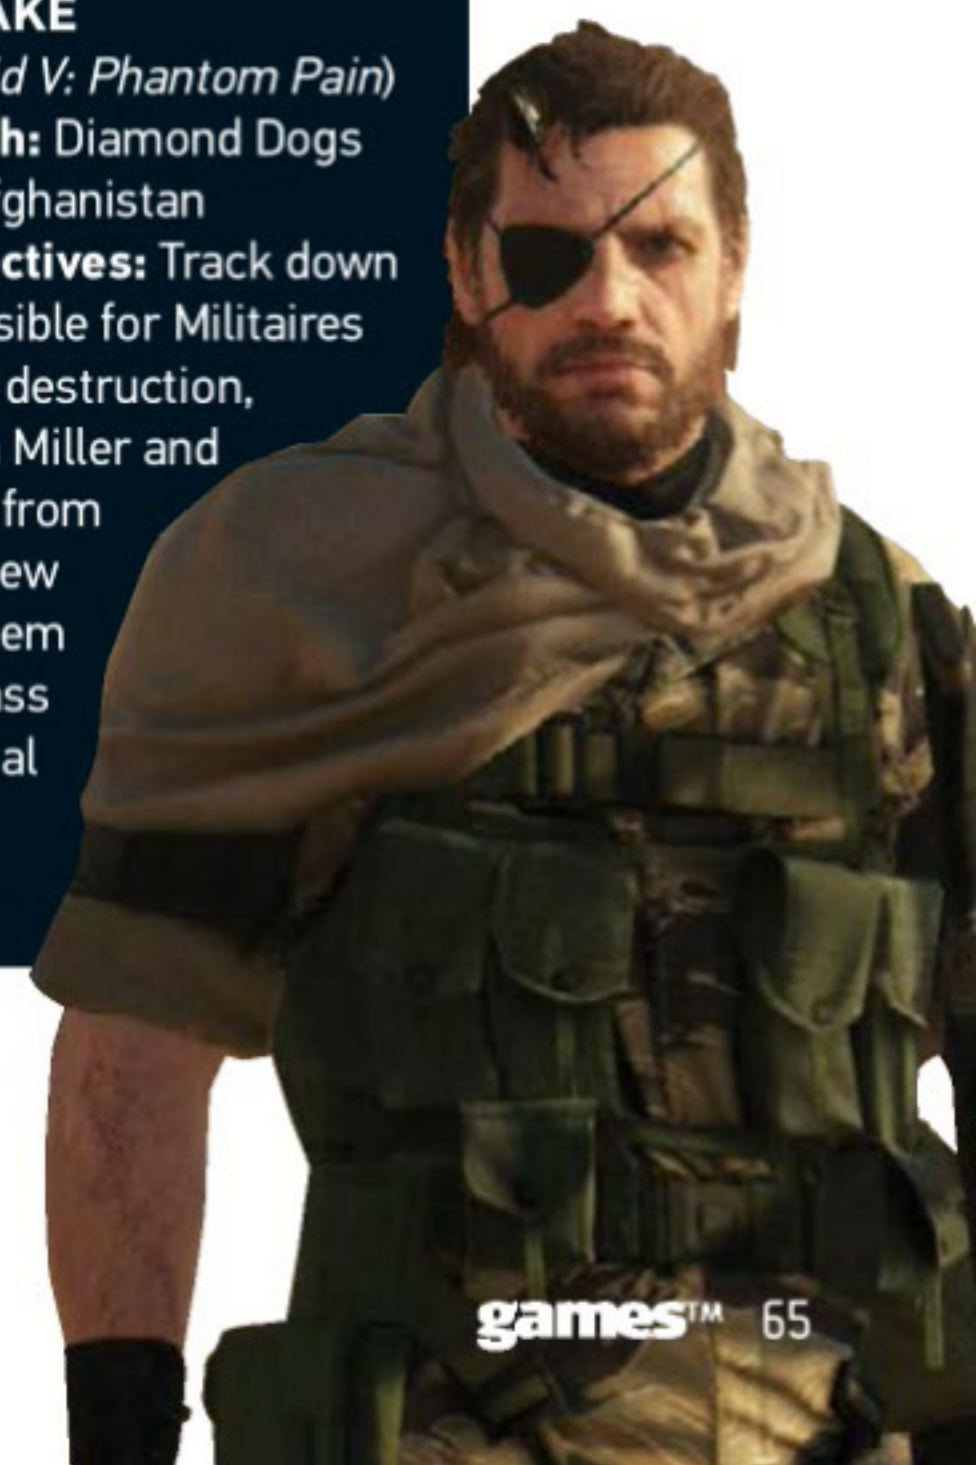 AKE
d V: Phantom Pain)
h: Diamond Dogs
ghanistan
ctives: Track down
sible for Militaires
destruction,
Miller and
from
ew
em
ass
al
games™ 65